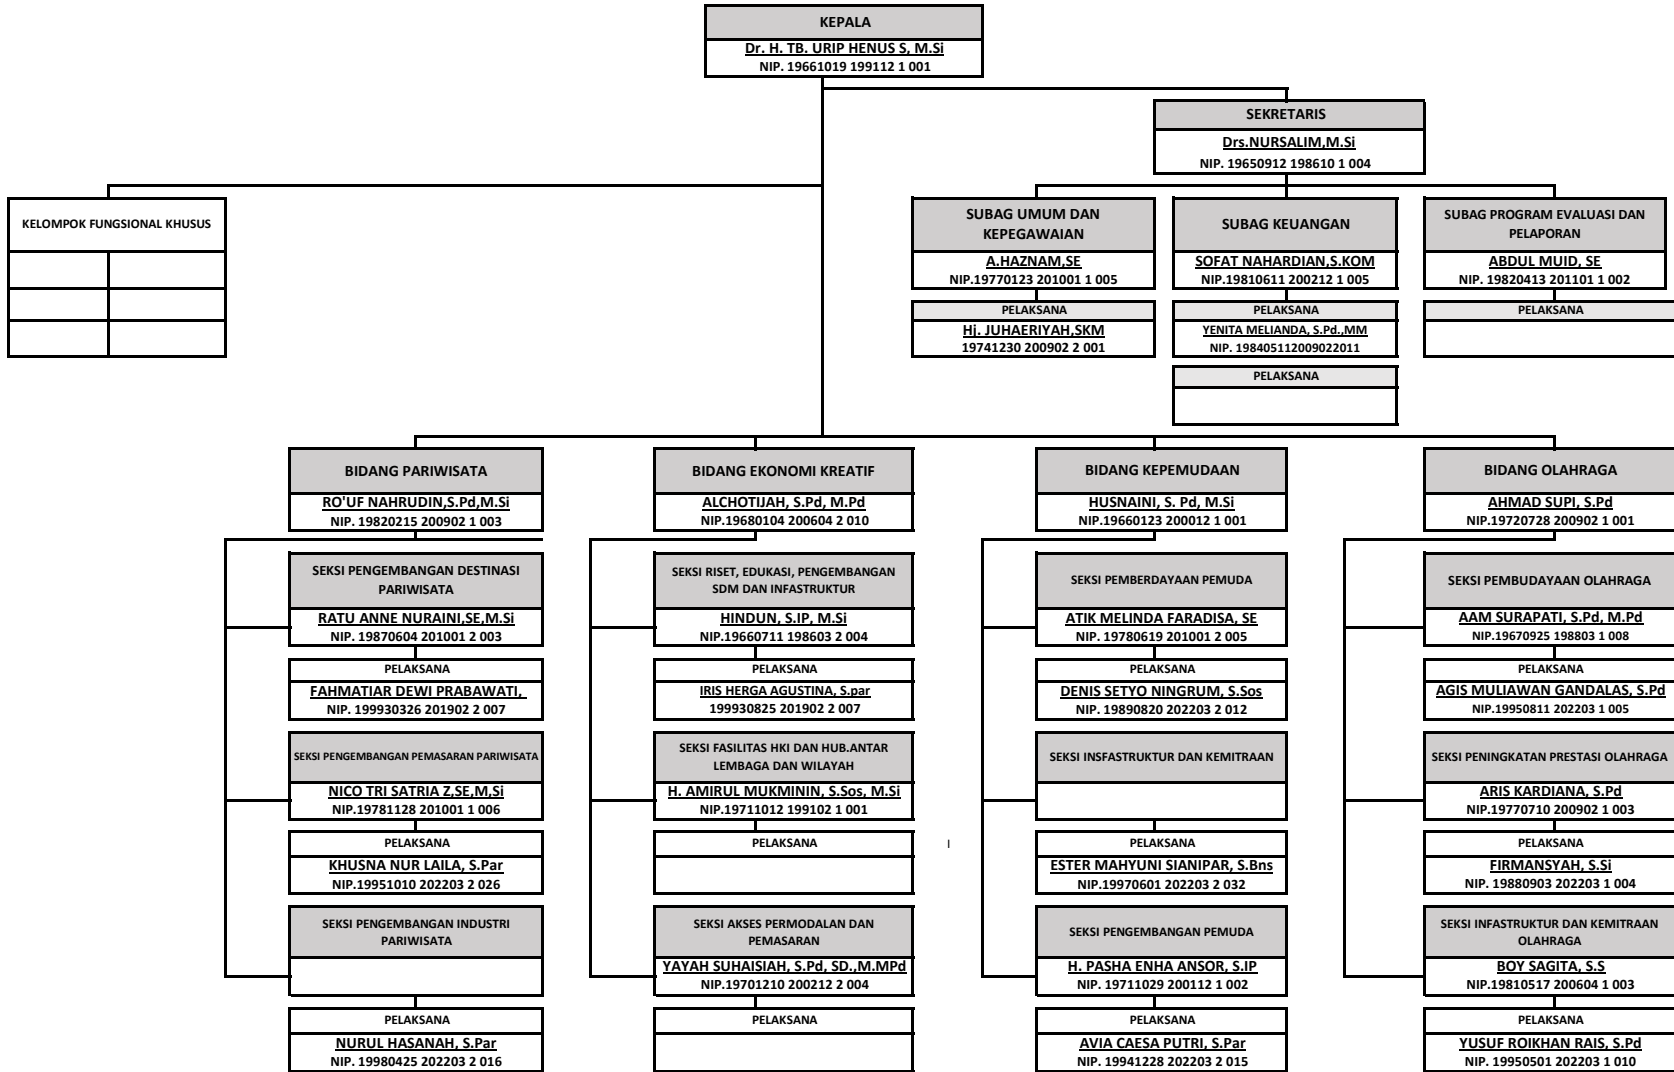 KEPALA
Dr. H. TB. URIP HENUS S, M.Si
NIP. 19661019 199112 1 001
SEKRETARIS
Drs.NURSALIM,M.Si
NIP. 19650912 198610 1 004
KELOMPOK FUNGSIONAL KHUSUS
SUBAG UMUM DAN
KEPEGAWAIAN
A.HAZNAM,SE
NIP.19770123 201001 1 005
PELAKSANA
Hj. JUHAERIYAH,SKM
19741230 200902 2 001
SUBAG KEUANGAN
SOFAT NAHARDIAN,S.KOM
NIP.19810611 200212 1 005
PELAKSANA
YENITA MELIANDA, S.Pd.,MM
NIP. 198405112009022011
PELAKSANA
SUBAG PROGRAM EVALUASI DAN
PELAPORAN
ABDUL MUID, SE
NIP. 19820413 201101 1 002
PELAKSANA
BIDANG PARIWISATA
RO'UF NAHRUDIN,S.Pd,M.Si
NIP. 19820215 200902 1 003
SEKSI PENGEMBANGAN DESTINASI
PARIWISATA
RATU ANNE NURAINI,SE,M.Si
NIP. 19870604 201001 2 003
PELAKSANA
FAHMATIAR DEWI PRABAWATI,
NIP. 199930326 201902 2 007
SEKSI PENGEMBANGAN PEMASARAN PARIWISATA
NICO TRI SATRIA Z,SE,M,Si
NIP.19781128 201001 1 006
PELAKSANA
KHUSNA NUR LAILA, S.Par
NIP.19951010 202203 2 026
SEKSI PENGEMBANGAN INDUSTRI
PARIWISATA
PELAKSANA
NURUL HASANAH, S.Par
NIP. 19980425 202203 2 016
BIDANG EKONOMI KREATIF
ALCHOTIJAH, S.Pd, M.Pd
NIP.19680104 200604 2 010
SEKSI RISET, EDUKASI, PENGEMBANGAN
SDM DAN INFASTRUKTUR
HINDUN, S.IP, M.Si
NIP.19660711 198603 2 004
PELAKSANA
IRIS HERGA AGUSTINA, S.par
199930825 201902 2 007
SEKSI FASILITAS HKI DAN HUB.ANTAR
LEMBAGA DAN WILAYAH
H. AMIRUL MUKMININ, S.Sos, M.Si
NIP.19711012 199102 1 001
PELAKSANA
SEKSI AKSES PERMODALAN DAN
PEMASARAN
YAYAH SUHAISIAH, S.Pd, SD.,M.MPd
NIP.19701210 200212 2 004
PELAKSANA
BIDANG KEPEMUDAAN
HUSNAINI, S. Pd, M.Si
NIP.19660123 200012 1 001
SEKSI PEMBERDAYAAN PEMUDA
ATIK MELINDA FARADISA, SE
NIP. 19780619 201001 2 005
PELAKSANA
DENIS SETYO NINGRUM, S.Sos
NIP. 19890820 202203 2 012
SEKSI INSFASTRUKTUR DAN KEMITRAAN
PELAKSANA
ESTER MAHYUNI SIANIPAR, S.Bns
NIP.19970601 202203 2 032
SEKSI PENGEMBANGAN PEMUDA
H. PASHA ENHA ANSOR, S.IP
NIP. 19711029 200112 1 002
PELAKSANA
AVIA CAESA PUTRI, S.Par
NIP. 19941228 202203 2 015
BIDANG OLAHRAGA
AHMAD SUPI, S.Pd
NIP.19720728 200902 1 001
SEKSI PEMBUDAYAAN OLAHRAGA
AAM SURAPATI, S.Pd, M.Pd
NIP.19670925 198803 1 008
PELAKSANA
AGIS MULIAWAN GANDALAS, S.Pd
NIP.19950811 202203 1 005
SEKSI PENINGKATAN PRESTASI OLAHRAGA
ARIS KARDIANA, S.Pd
NIP.19770710 200902 1 003
PELAKSANA
FIRMANSYAH, S.Si
NIP. 19880903 202203 1 004
SEKSI INFASTRUKTUR DAN KEMITRAAN
OLAHRAGA
BOY SAGITA, S.S
NIP.19810517 200604 1 003
PELAKSANA
YUSUF ROIKHAN RAIS, S.Pd
NIP. 19950501 202203 1 010